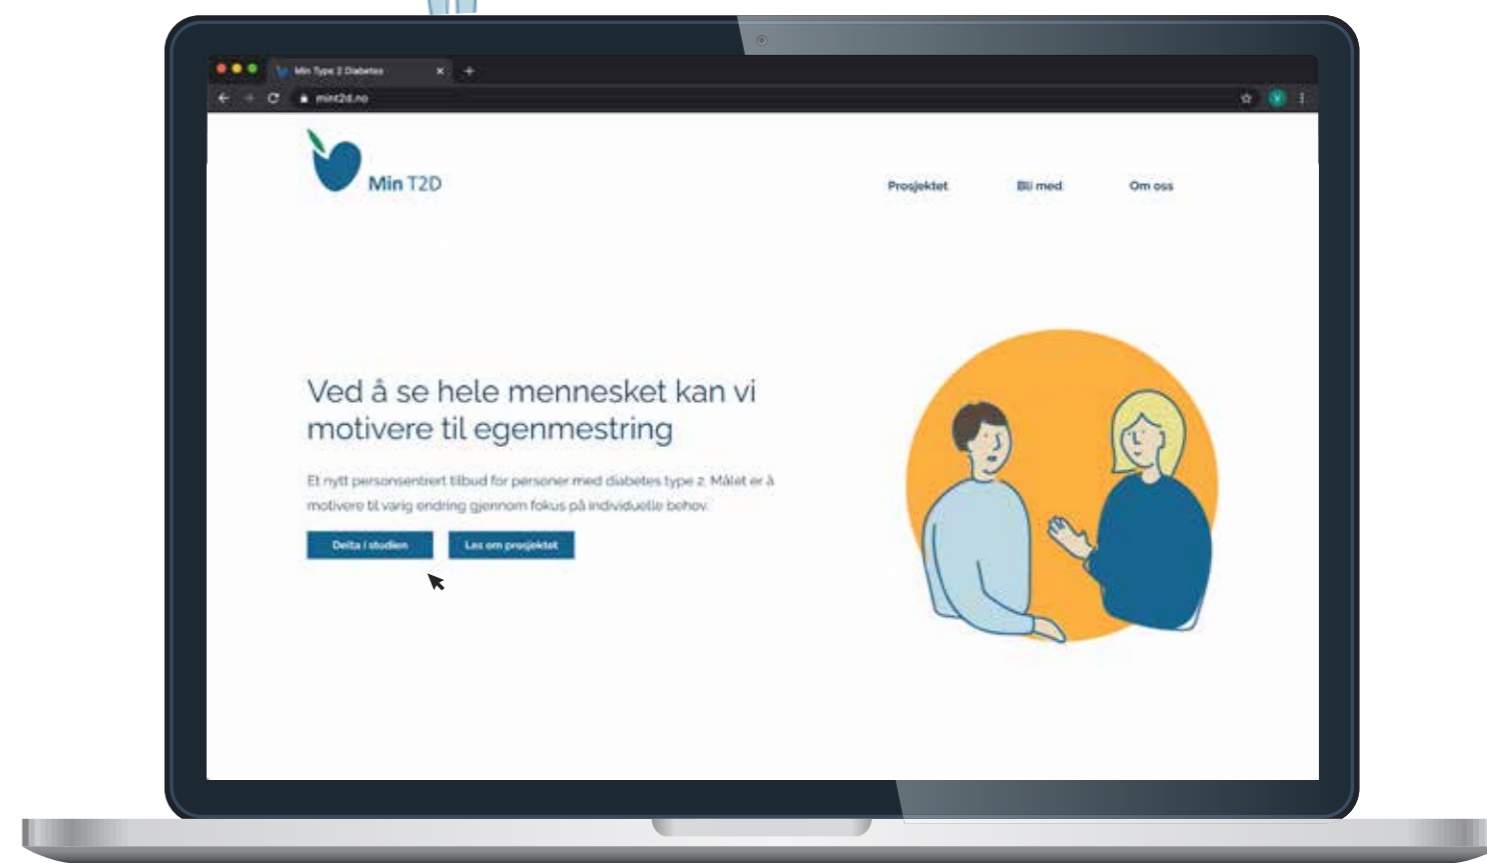 Min Type 2 Diabetes
mint2d.no
Min T2D
Prosjektet
Bli med
Om oss
Ved å se hele mennesket kan vi
motivere til egenmestring
Et nytt personsentrert tilbud for personer med diabetes type 2. Målet er å
motivere til varig endring gjennom fokus på individuelle behov.
Delta i studien
Les om prosjektet